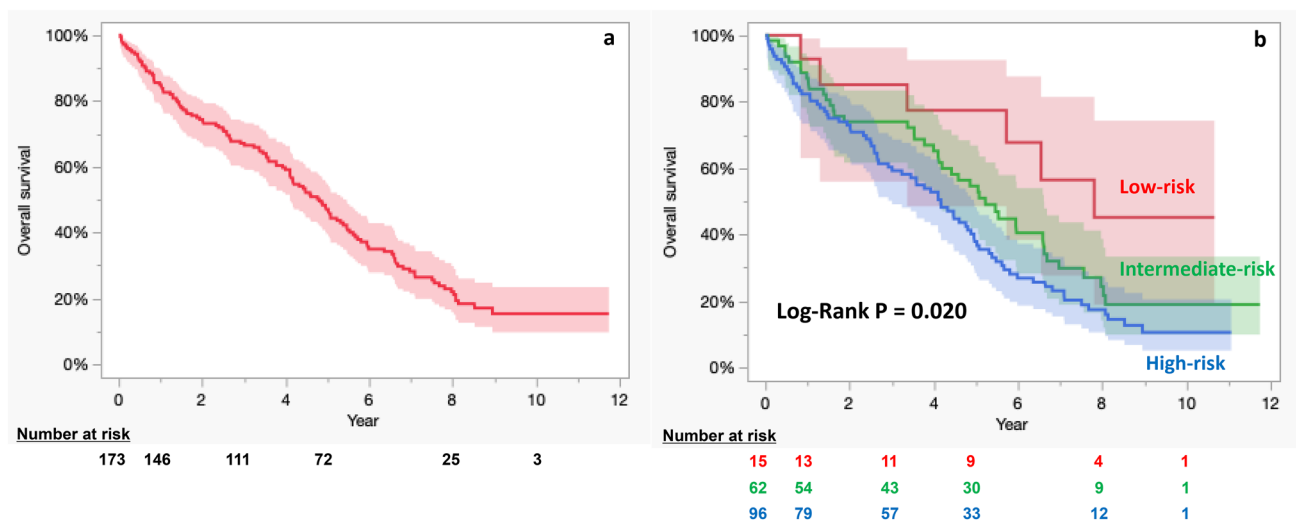 a
100%
80%
60%
40%
20%
0%
Overall survival
0 2 4 6 8 10 12
Year
Number at risk
173 146 111 72 25 3
b
100%
80%
60%
40%
20%
0%
Overall survival
Low-risk
Intermediate-risk
Log-Rank P = 0.020
High-risk
0 2 4 6 8 10 12
Year
Number at risk
15 13 11 9 4 1
62 54 43 30 9 1
96 79 57 33 12 1